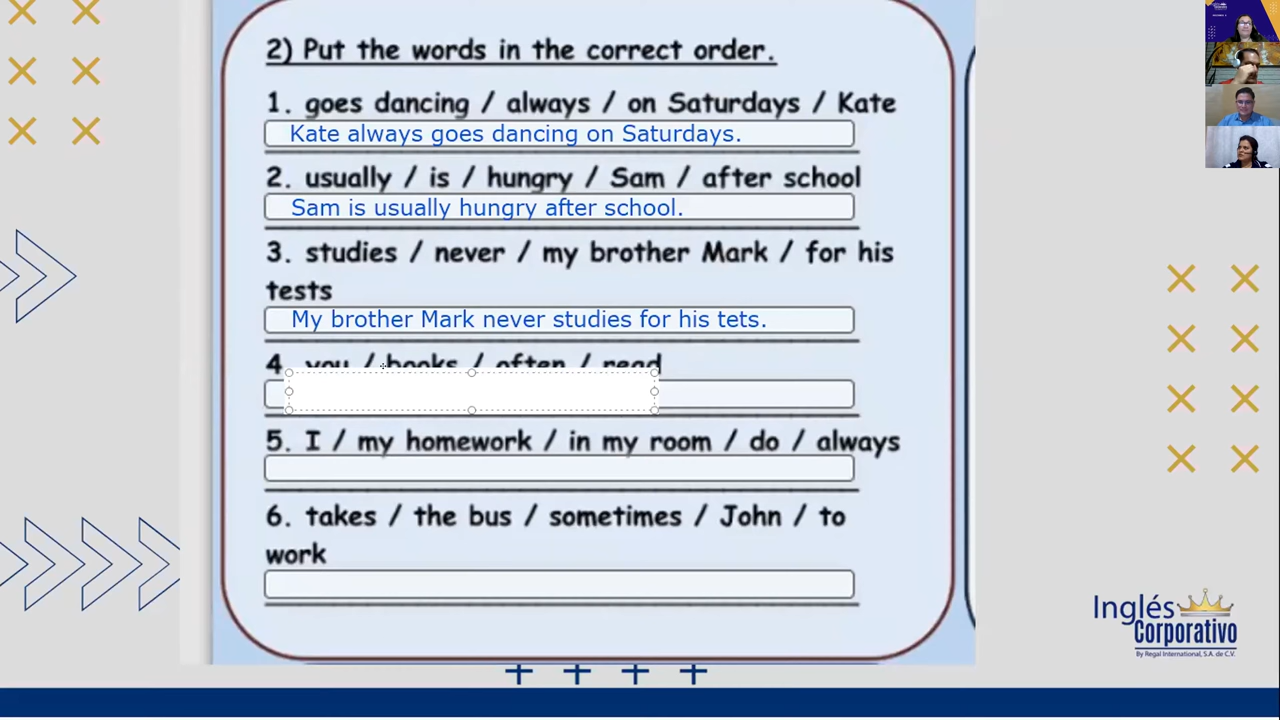 2) Put the words in the correct order.
1. goes dancing / always / on Saturdays / Kate
Kate always goes dancing on Saturdays.
2. usually / is / hungry / Sam / after school
Sam is usually hungry after school.
3. studies / never / my brother Mark / for his
tests
My brother Mark never studies for his tets.
4. you / books / often / read
5. I / my homework / in my room / do / always
6. takes / the bus / sometimes / John / to
work
Inglés
Corporativo
By Regal International, S.A. de C.V.